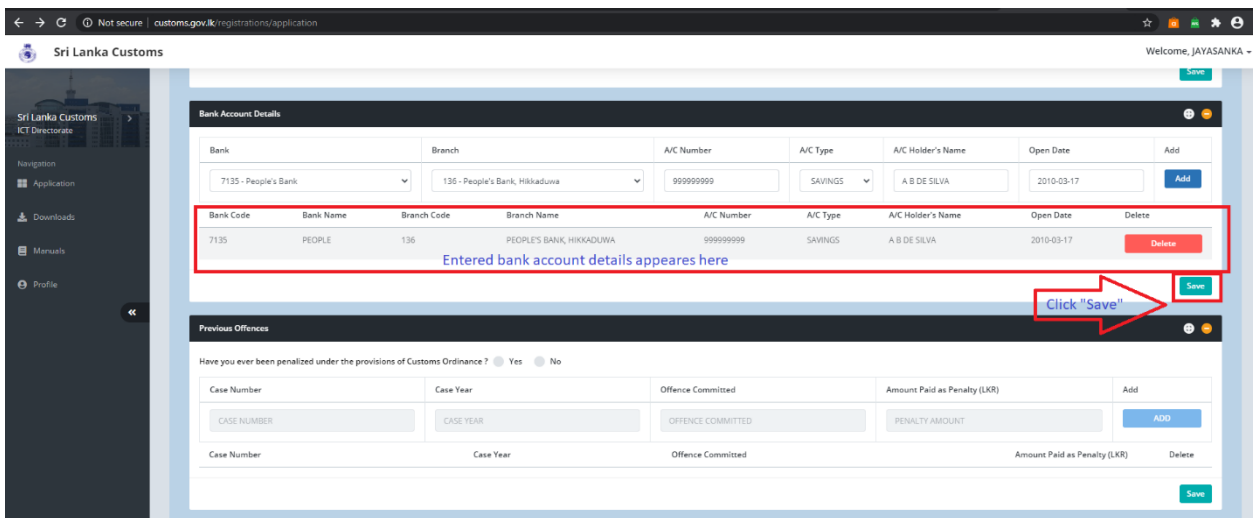 Not secure | customs.gov.lk/registrations/application
Sri Lanka Customs
Welcome, JAYASANKA
Save
Sri Lanka Customs
ICT Directorate
Navigation
Application
Downloads
Manuals
Profile
Bank Account Details
Bank Branch A/C Number A/C Type A/C Holder's Name Open Date Add
7135 - People's Bank 136 - People's Bank, Hikkaduwa 999999999 SAVINGS A B DE SILVA 2010-03-17 Add
Bank Code Bank Name Branch Code Branch Name A/C Number A/C Type A/C Holder's Name Open Date Delete
7135 PEOPLE 136 PEOPLE'S BANK, HIKKADUWA 999999999 SAVINGS A B DE SILVA 2010-03-17 Delete
Entered bank account details appeares here
Save
Click "Save"
Previous Offences
Have you ever been penalized under the provisions of Customs Ordinance ? Yes No
Case Number Case Year Offence Committed Amount Paid as Penalty (LKR) Add
CASE NUMBER CASE YEAR OFFENCE COMMITTED PENALTY AMOUNT ADD
Case Number Case Year Offence Committed Amount Paid as Penalty (LKR) Delete
Save